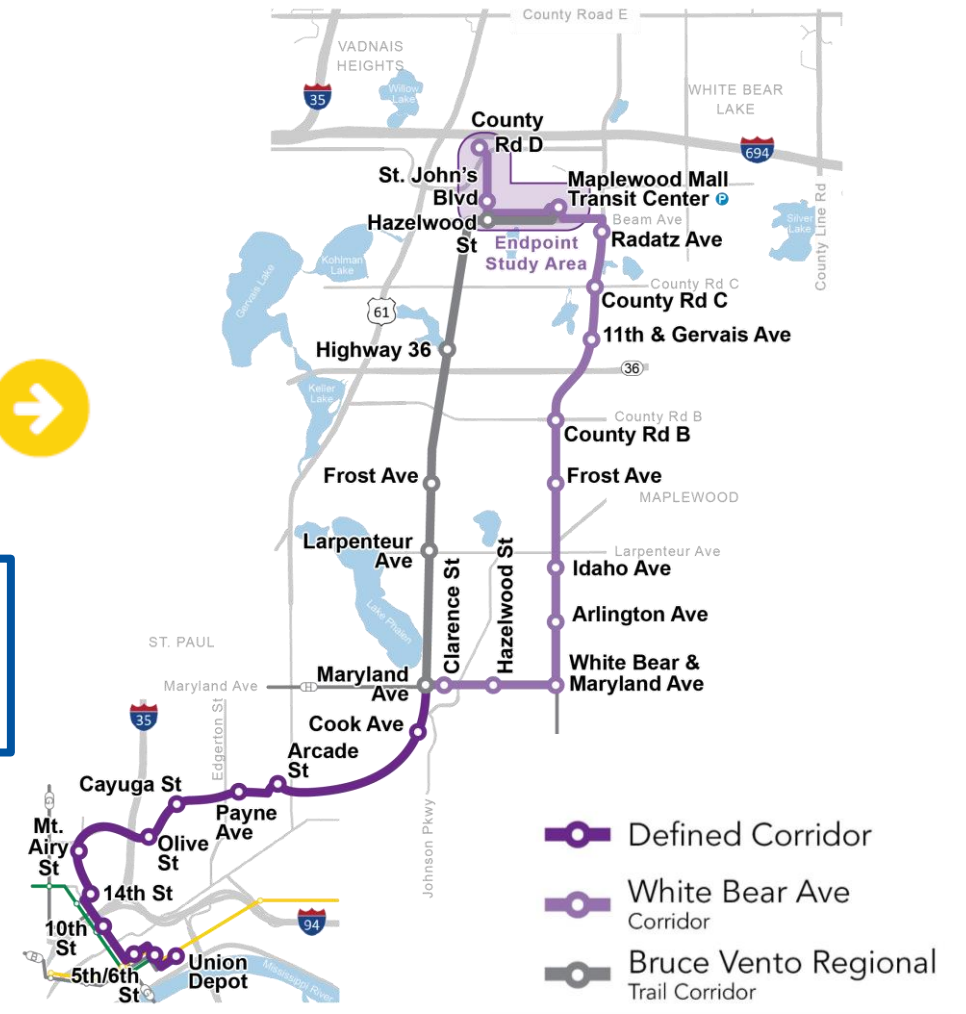 County Road E
VADNAIS
HEIGHTS
35
Willow
Lake
WHITE BEAR
LAKE
County
Rd D
694
St. John's
Blvd
Maplewood Mall
Transit Center P
Hazelwood
St
Beam Ave
Radatz Ave
Endpoint
Study Area
Silver
Lake
County Line Rd
Kohlman
Lake
Gervais Lake
County Rd C
County Rd C
61
11th & Gervais Ave
Highway 36
36
Keller
Lake
County Rd B
County Rd B
Frost Ave
Frost Ave
MAPLEWOOD
Larpenteur
Ave
Larpenteur Ave
Clarence St
Hazelwood St
Idaho Ave
Lake Phalen
Arlington Ave
ST. PAUL
White Bear &
Maryland Ave
Maryland
Ave
Maryland Ave
H
35
Edgerton St
Cook Ave
Arcade
St
Cayuga St
Payne
Ave
Mt.
Airy
St
Olive
St
Johnson Pkwy
14th St
10th
St
94
5th/6th
St
Union
Depot
Mississippi River
Defined Corridor
White Bear Ave
Corridor
Bruce Vento Regional
Trail Corridor